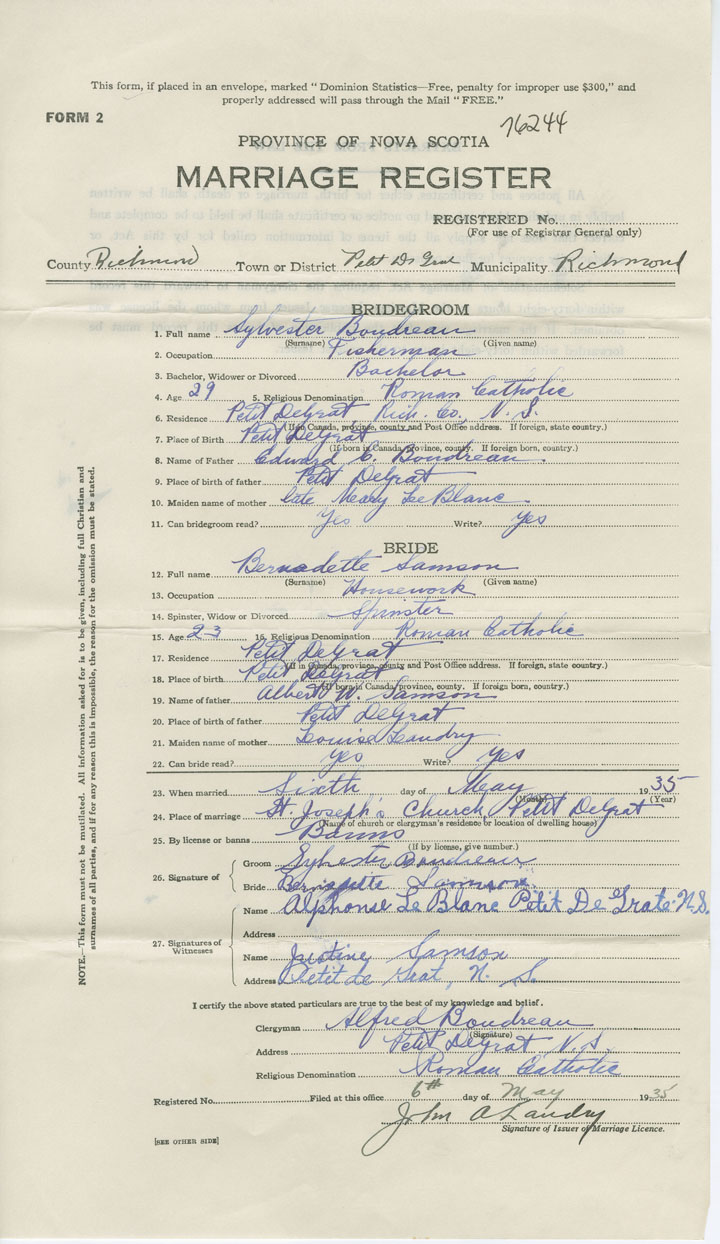 This form, if placed in an envelope, marked "Dominion Statistics—Free, penalty for improper use $300," and
properly addressed will pass through the Mail "FREE."
FORM 2
76244
PROVINCE OF NOVA SCOTIA
MARRIAGE REGISTER
REGISTERED No.
(For use of Registrar General only)
County Richmond Town or District Petit De Grat Municipality Richmond
BRIDEGROOM
1. Full name Sylvester Boudreau
(Surname) (Given name)
2. Occupation Fisherman
3. Bachelor, Widower or Divorced Bachelor
4. Age 29 5. Religious Denomination Roman Catholic
6. Residence Petit DeGrat Rich. Co., N. S.
(If in Canada, province, county and Post Office address. If foreign, state country.)
7. Place of Birth Petit DeGrat
(If born in Canada, province, county. If foreign born, country.)
8. Name of Father Edward C. Boudreau.
9. Place of birth of father Petit DeGrat
10. Maiden name of mother late Mary Le Blanc.
11. Can bridegroom read? Yes Write? Yes
BRIDE
12. Full name Bernadette Samson
(Surname) (Given name)
13. Occupation Housework
14. Spinster, Widow or Divorced Spinster
15. Age 23 16. Religious Denomination Roman Catholic
17. Residence Petit DeGrat
(If in Canada, province, county and Post Office address. If foreign, state country.)
18. Place of birth Petit DeGrat
(If born in Canada, province, county. If foreign born, country.)
19. Name of father Albert W. Samson
20. Place of birth of father Petit DeGrat
21. Maiden name of mother Louise Landry
22. Can bride read? Yes Write? Yes
23. When married Sixth day of May 1935
(Month) (Year)
24. Place of marriage St. Joseph's Church, Petit Degrat
(Name of church or clergyman's residence or location of dwelling house)
25. By license or banns Banns
(If by license, give number.)
26. Signature of
Groom Sylvester Boudreau
Bride Bernadette Samson.
27. Signatures of Witnesses
Name Alphonse Le Blanc Petit De Grate. N.S.
Address
Name Justine Samson
Address Petit de Grat, N. S.
I certify the above stated particulars are true to the best of my knowledge and belief.
Clergyman Alfred Boudreau
(Signature)
Address Petit DeGrat N. S.
Religious Denomination Roman Catholic
Registered No. Filed at this office 6th day of May 1935
John A Landry
Signature of Issuer of Marriage Licence.
[SEE OTHER SIDE]
NOTE.—This form must not be mutilated. All information asked for is to be given, including full Christian and
surnames of all parties, and if for any reason this is impossible, the reason for the omission must be stated.